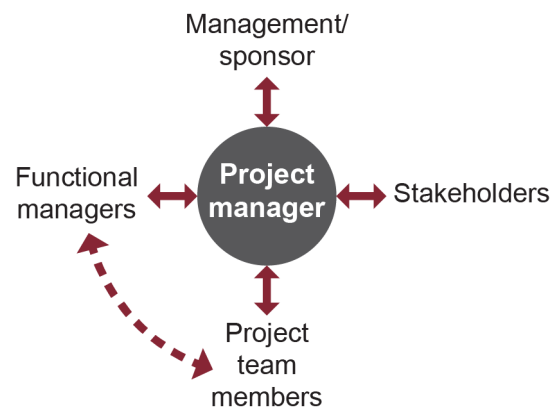 Management/
sponsor
Functional
managers
Project
manager
Stakeholders
Project
team
members